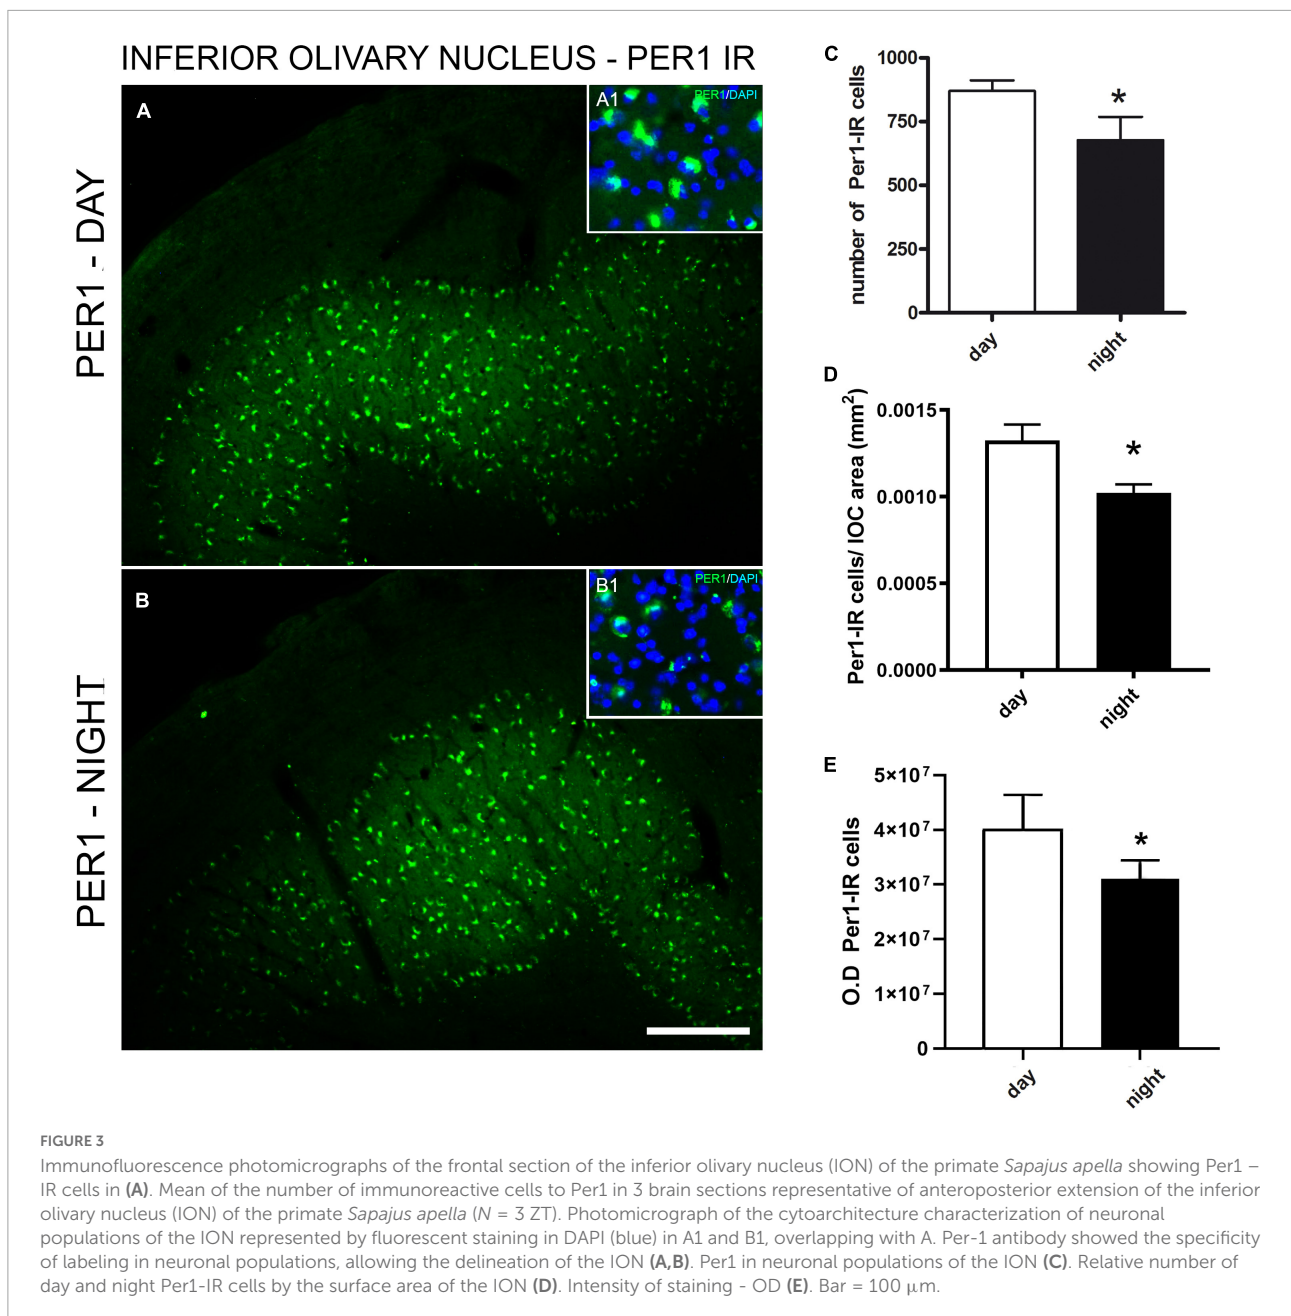 INFERIOR OLIVARY NUCLEUS - PER1 IR
PER1 - DAY
A
A1
PER1/DAPI
PER1 - NIGHT
B
B1
PER1/DAPI
C
number of Per1-IR cells
1000
750
500
250
0
day
night
*
D
Per1-IR cells/ IOC area (mm²)
0.0015
0.0010
0.0005
0.0000
day
night
*
E
O.D Per1-IR cells
5×10⁷
4×10⁷
3×10⁷
2×10⁷
1×10⁷
0
day
night
*
FIGURE 3
Immunofluorescence photomicrographs of the frontal section of the inferior olivary nucleus (ION) of the primate Sapajus apella showing Per1 –
IR cells in (A). Mean of the number of immunoreactive cells to Per1 in 3 brain sections representative of anteroposterior extension of the inferior
olivary nucleus (ION) of the primate Sapajus apella (N = 3 ZT). Photomicrograph of the cytoarchitecture characterization of neuronal
populations of the ION represented by fluorescent staining in DAPI (blue) in A1 and B1, overlapping with A. Per-1 antibody showed the specificity
of labeling in neuronal populations, allowing the delineation of the ION (A,B). Per1 in neuronal populations of the ION (C). Relative number of
day and night Per1-IR cells by the surface area of the ION (D). Intensity of staining - OD (E). Bar = 100 μm.